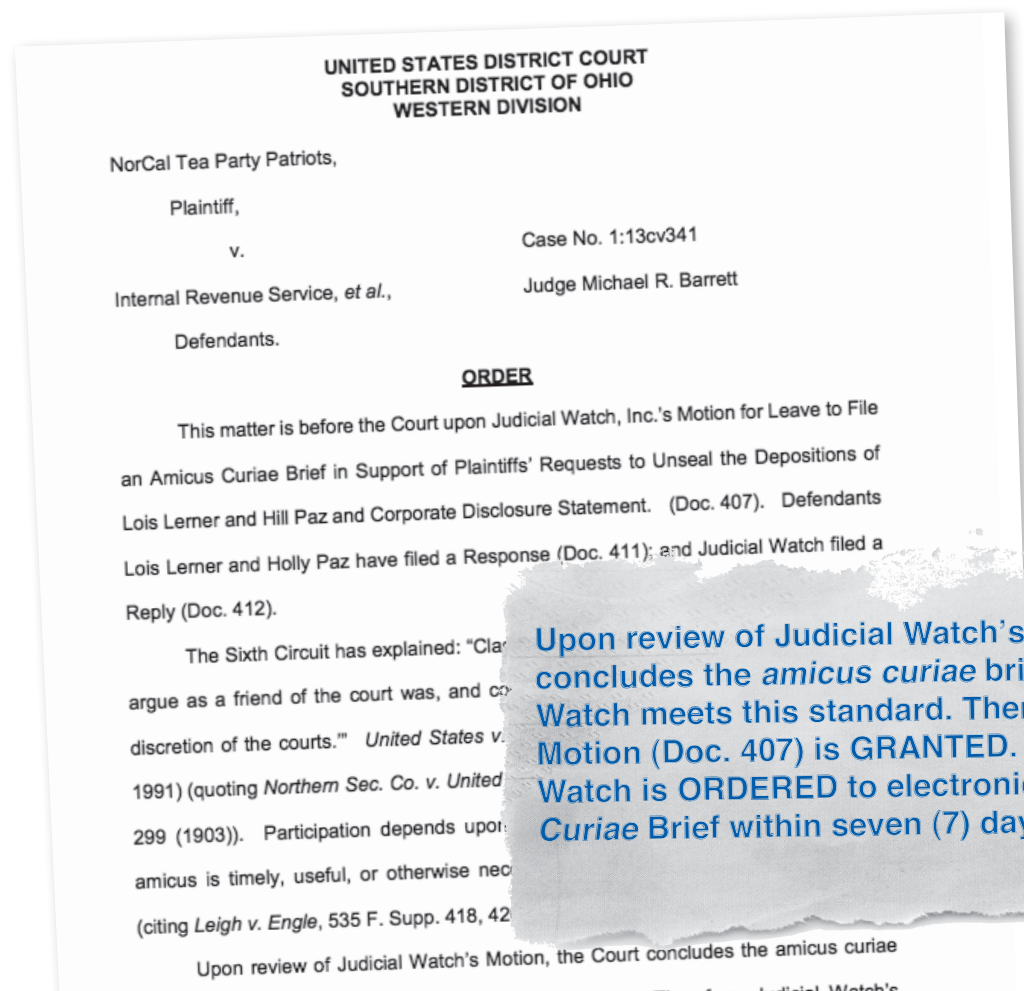 UNITED STATES DISTRICT COURT
SOUTHERN DISTRICT OF OHIO
WESTERN DIVISION
NorCal Tea Party Patriots,
Plaintiff,
v.
Case No. 1:13cv341
Internal Revenue Service, et al.,
Judge Michael R. Barrett
Defendants.
ORDER
This matter is before the Court upon Judicial Watch, Inc.'s Motion for Leave to File
an Amicus Curiae Brief in Support of Plaintiffs' Requests to Unseal the Depositions of
Lois Lerner and Hill Paz and Corporate Disclosure Statement. (Doc. 407). Defendants
Lois Lerner and Holly Paz have filed a Response (Doc. 411); and Judicial Watch filed a
Reply (Doc. 412).
The Sixth Circuit has explained: “Cla
argue as a friend of the court was, and
discretion of the courts.'” United States v.
1991) (quoting Northern Sec. Co. v. United
299 (1903)). Participation depends upon
amicus is timely, useful, or otherwise nec
(citing Leigh v. Engle, 535 F. Supp. 418, 42
Upon review of Judicial Watch's Motion, the Court concludes the amicus curiae
Judicial Watch's
Upon review of Judicial Watch's
concludes the amicus curiae bri
Watch meets this standard. Ther
Motion (Doc. 407) is GRANTED.
Watch is ORDERED to electronic
Curiae Brief within seven (7) day